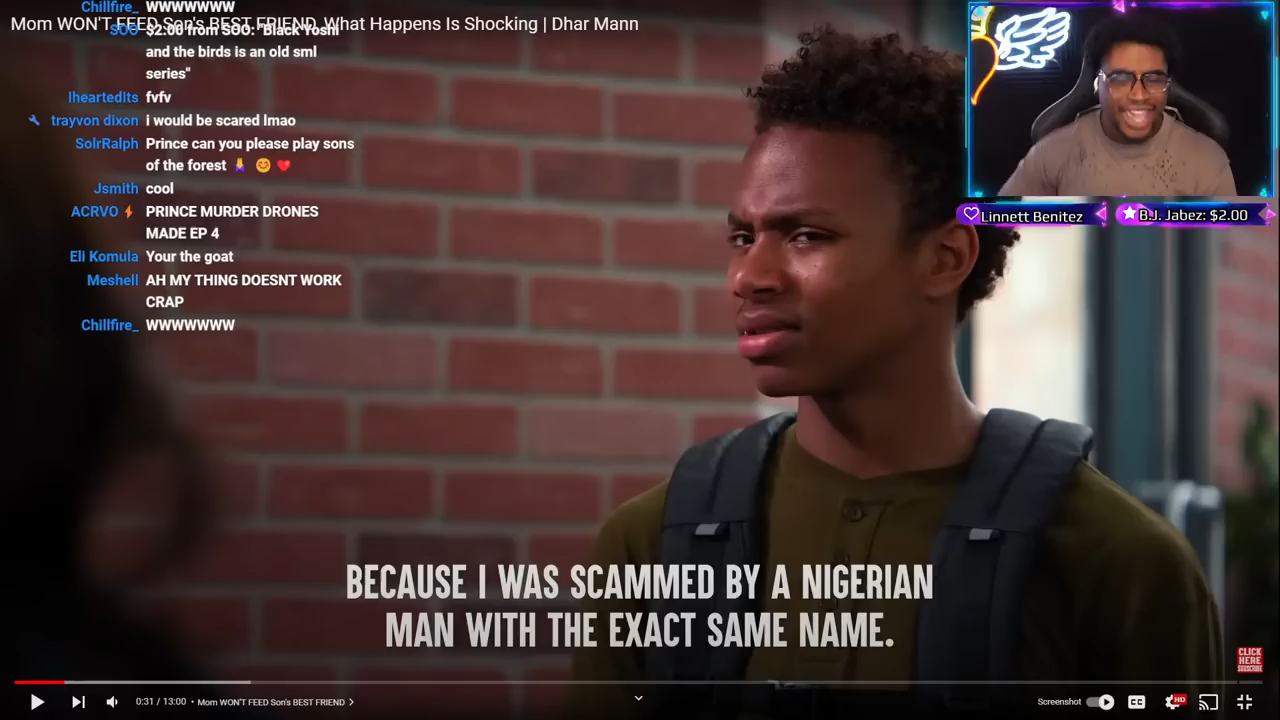 Mom WON'T FEED Son's BEST FRIEND, What Happens Is Shocking | Dhar Mann
Chillfire_ WWWWWWW
SOO $2.00 from SOO: "Black Yoshi
and the birds is an old sml
series"
Iheartedits fvfv
trayvon dixon i would be scared lmao
SolrRalph Prince can you please play sons
of the forest 🧜‍♀️ 😊 ❤️
Jsmith cool
ACRVO ⚡ PRINCE MURDER DRONES
MADE EP 4
Eli Komula Your the goat
Meshell AH MY THING DOESNT WORK
CRAP
Chillfire_ WWWWWWW
Linnett Benitez
B.J. Jabez: $2.00
BECAUSE I WAS SCAMMED BY A NIGERIAN
MAN WITH THE EXACT SAME NAME.
CLICK
HERE
SUBSCRIBE
0:31 / 13:00 • Mom WON'T FEED Son's BEST FRIEND
Screenshot
CC
HD